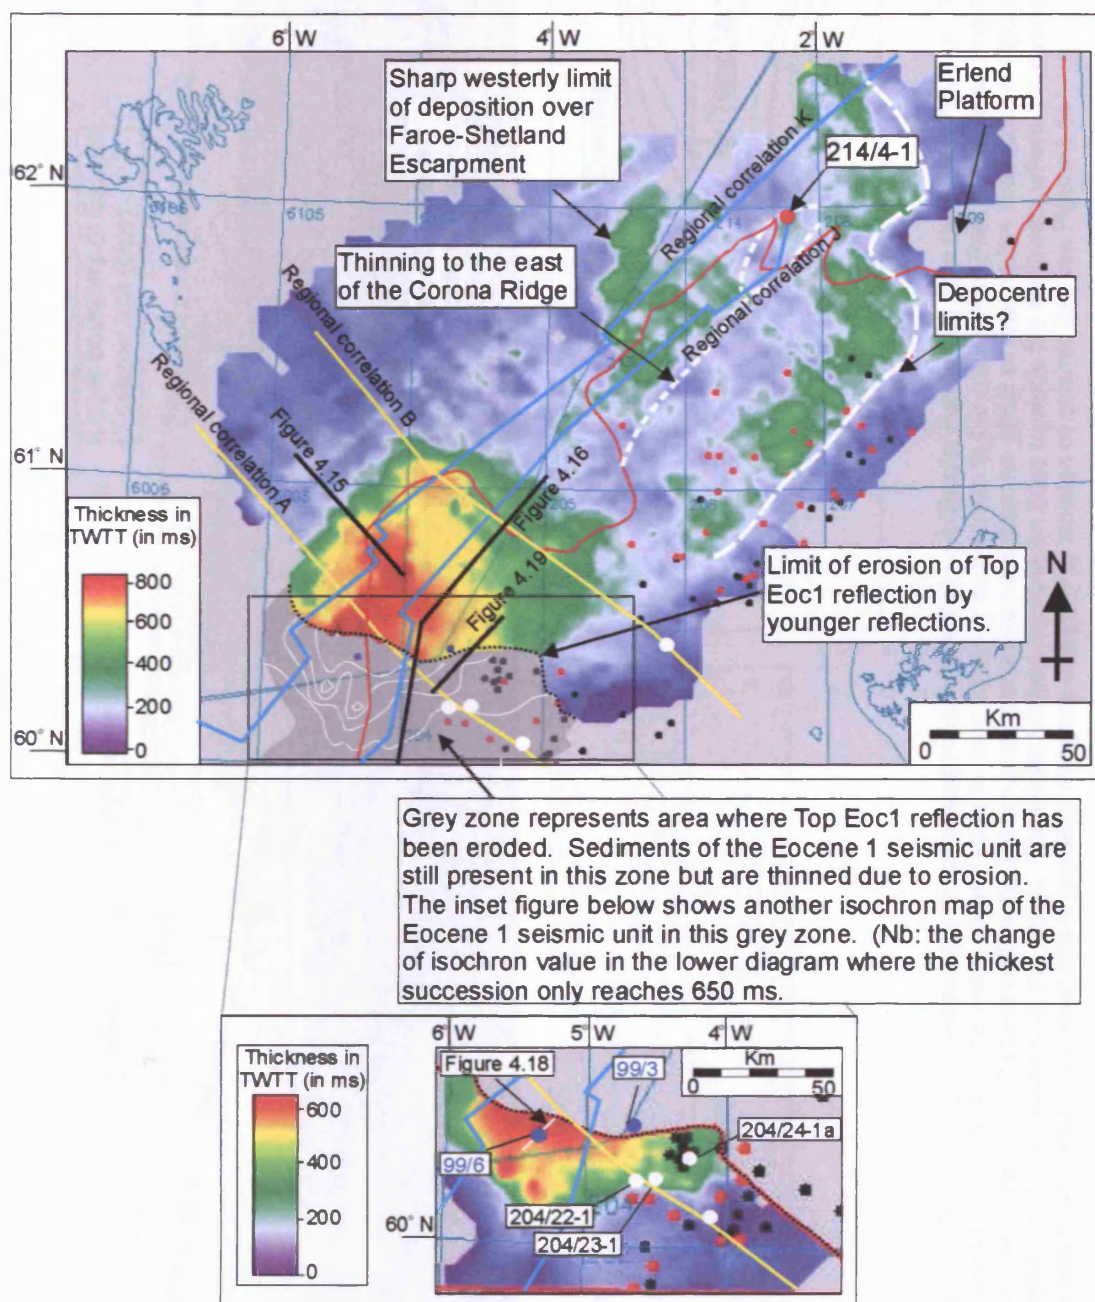 6° W
4° W
2° W
Sharp westerly limit
of deposition over
Faroe-Shetland
Escarpment
Erlend
Platform
214/4-1
62° N
6105
Regional correlation K
214
209
Thinning to the east
of the Corona Ridge
Regional correlation J
Depocentre
limits?
Regional correlation B
Regional correlation A
Figure 4.15
Figure 4.16
61° N
6006
205
206
207
Thickness in
TWTT (in ms)
800
600
400
200
0
Figure 4.19
Limit of erosion of Top
Eoc1 reflection by
younger reflections.
N
Km
0 50
60° N
Grey zone represents area where Top Eoc1 reflection has
been eroded. Sediments of the Eocene 1 seismic unit are
still present in this zone but are thinned due to erosion.
The inset figure below shows another isochron map of the
Eocene 1 seismic unit in this grey zone. (Nb: the change
of isochron value in the lower diagram where the thickest
succession only reaches 650 ms.
6° W
5° W
4° W
Thickness in
TWTT (in ms)
600
400
200
0
Figure 4.18
99/3
Km
0 50
204/24-1a
99/6
204
204/22-1
204/23-1
60° N